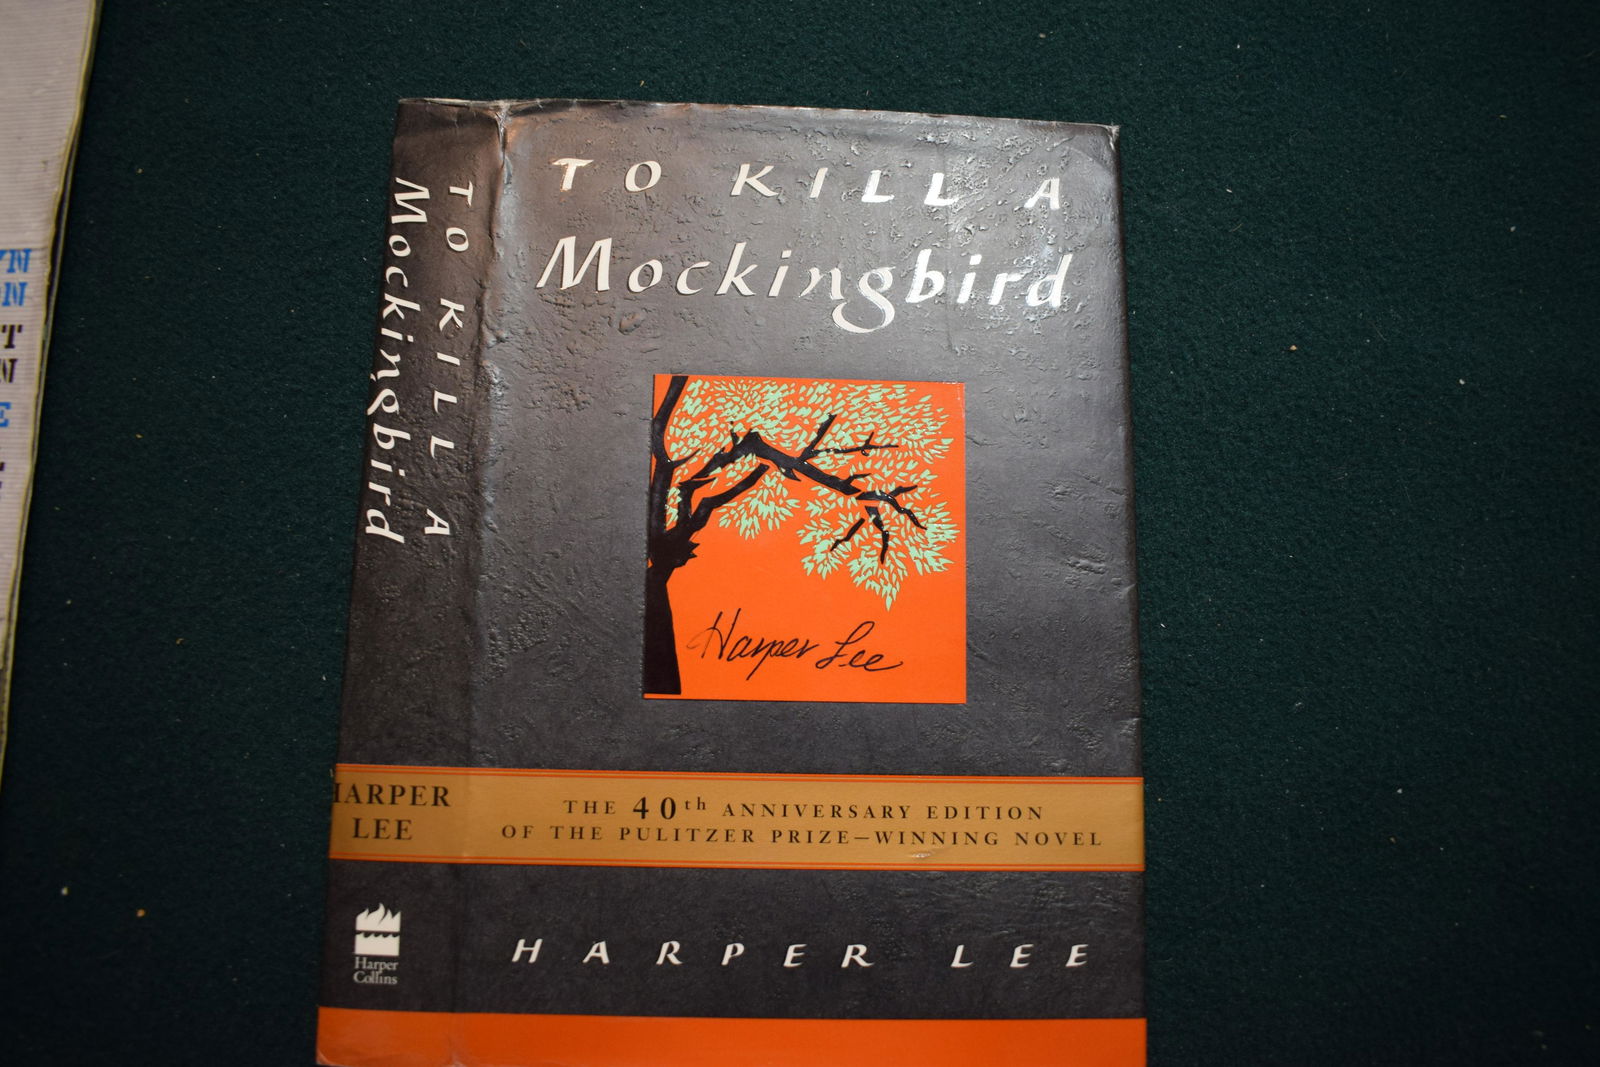 TO KILL A
Mockingbird
TO KILL A
Mockingbird
Harper Lee
HARPER
LEE
THE 40th ANNIVERSARY EDITION
OF THE PULITZER PRIZE–WINNING NOVEL
Harper
Collins
HARPER LEE